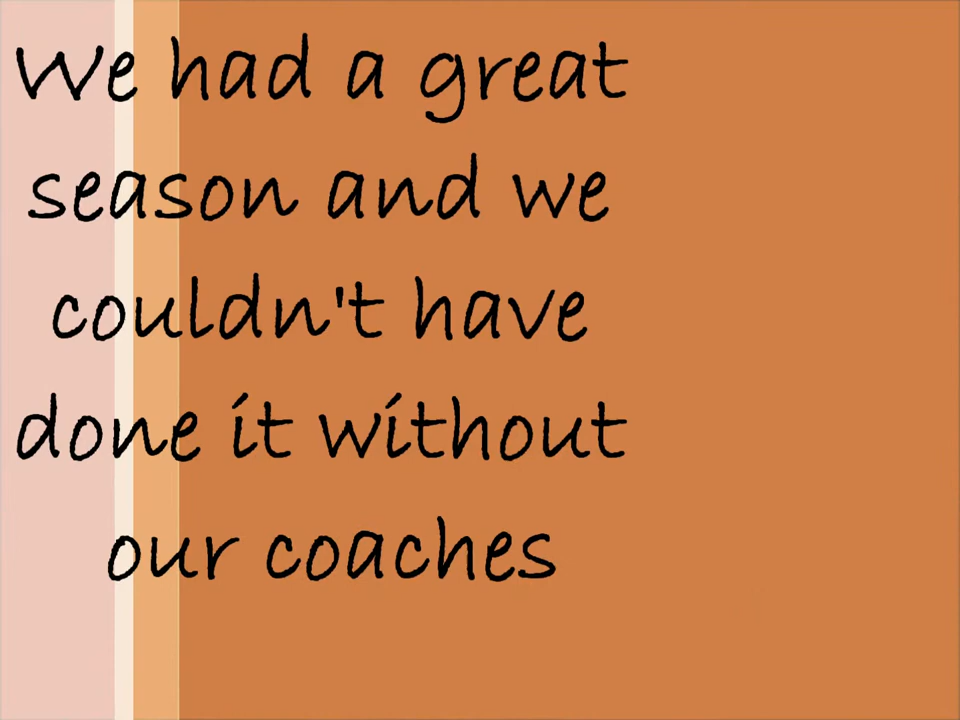 We had a great
season and we
couldn't have
done it without
our coaches